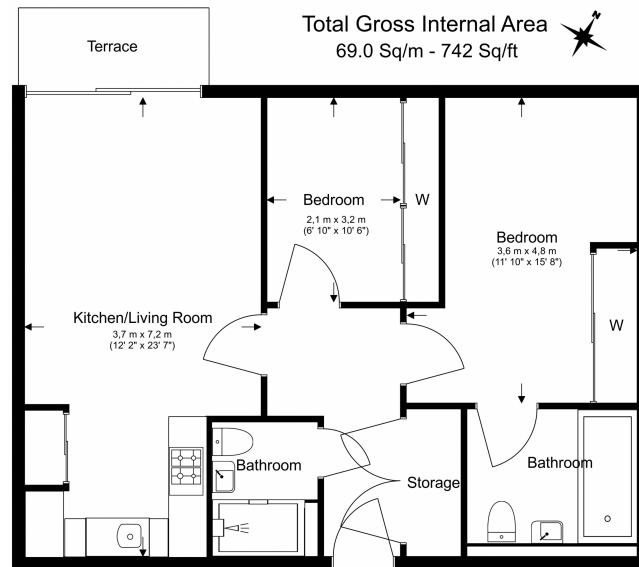 Total Gross Internal Area
69.0 Sq/m - 742 Sq/ft
N
Terrace
Bedroom
2,1 m x 3,2 m
(6' 10" x 10' 6")
W
Bedroom
3,6 m x 4,8 m
(11' 10" x 15' 8")
Kitchen/Living Room
3,7 m x 7,2 m
(12' 2" x 23' 7")
W
Bathroom
Storage
Bathroom